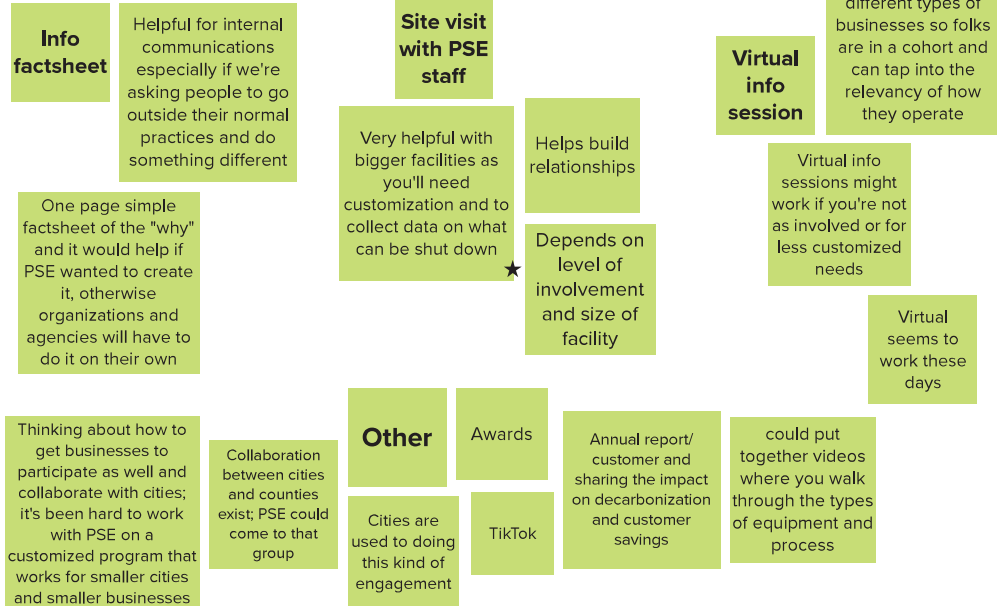 Info
factsheet
Helpful for internal
communications
especially if we're
asking people to go
outside their normal
practices and do
something different
One page simple
factsheet of the "why"
and it would help if
PSE wanted to create
it, otherwise
organizations and
agencies will have to
do it on their own
Site visit
with PSE
staff
Very helpful with
bigger facilities as
you'll need
customization and to
collect data on what
can be shut down
Helps build
relationships
Depends on
level of
involvement
and size of
facility
Virtual
info
session
different types of
businesses so folks
are in a cohort and
can tap into the
relevancy of how
they operate
Virtual info
sessions might
work if you're not
as involved or for
less customized
needs
Virtual
seems to
work these
days
Thinking about how to
get businesses to
participate as well and
collaborate with cities;
it's been hard to work
with PSE on a
customized program that
works for smaller cities
and smaller businesses
Collaboration
between cities
and counties
exist; PSE could
come to that
group
Other
Awards
Cities are
used to doing
this kind of
engagement
TikTok
Annual report/
customer and
sharing the impact
on decarbonization
and customer
savings
could put
together videos
where you walk
through the types
of equipment and
process